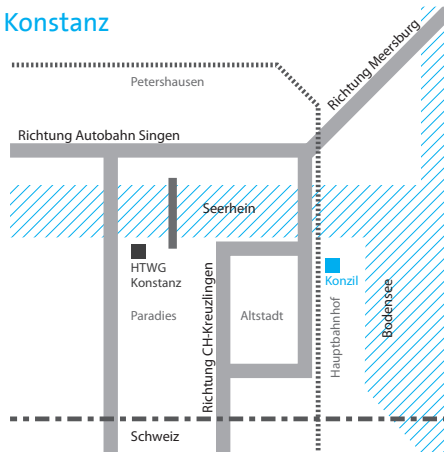 Konstanz
Petershausen
Richtung Meersburg
Richtung Autobahn Singen
Seerhein
HTWG
Konstanz
Paradies
Richtung CH-Kreuzlingen
Altstadt
Konzil
Hauptbahnhof
Bodensee
Schweiz